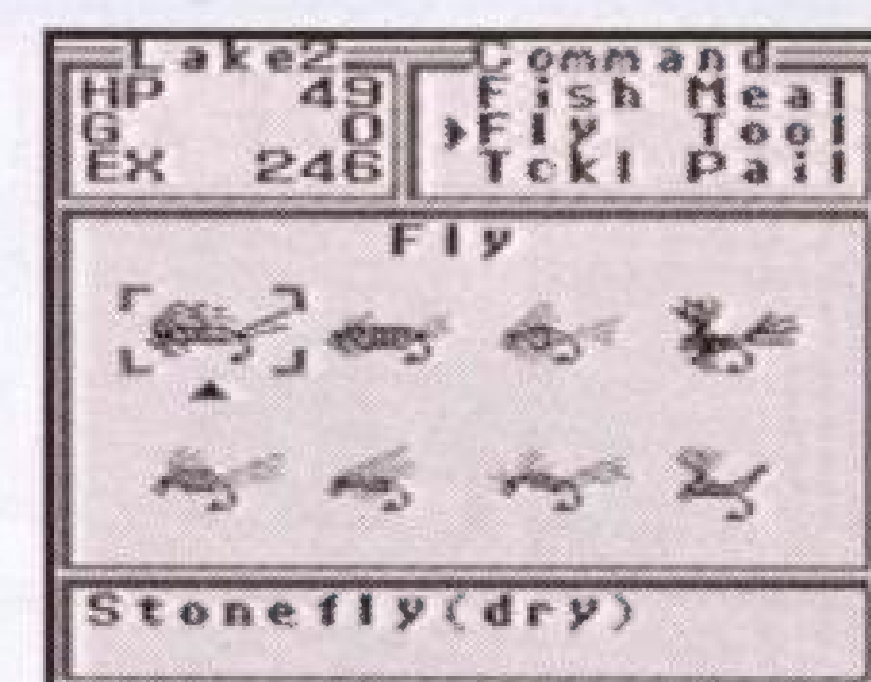 Lake2
HP 49
G 0
EX 246
Command
Fish Meal
Fly Tool
Tckl Pail
Fly
Stonefly(dry)